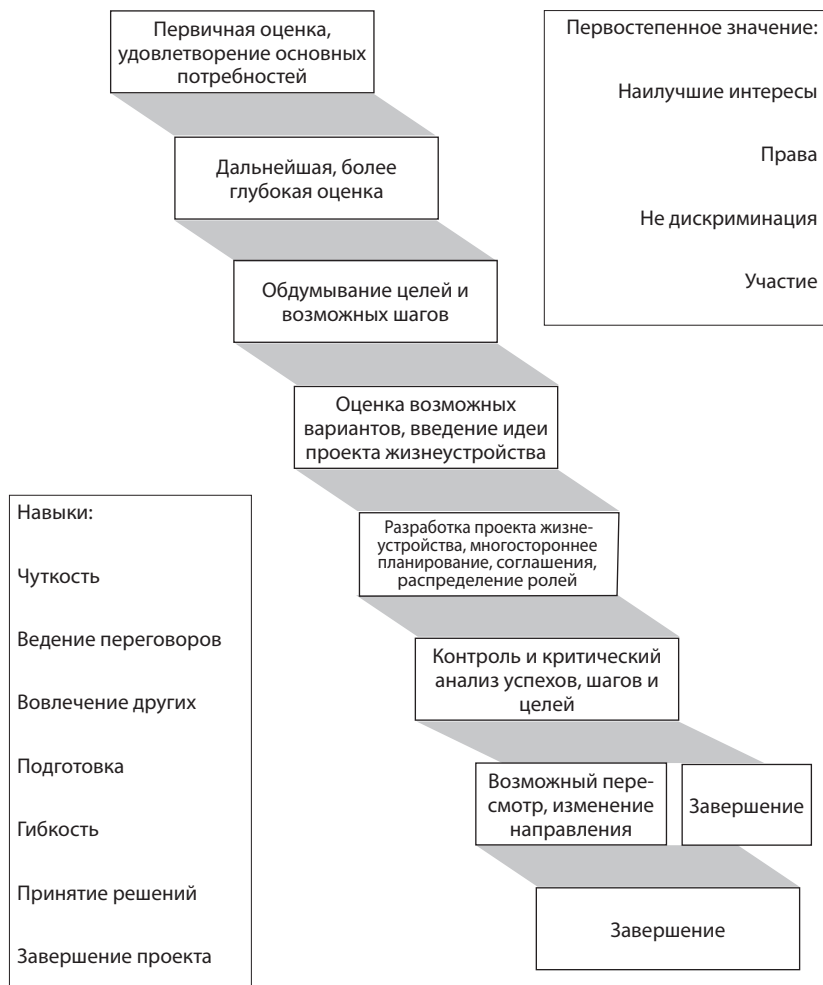 Первичная оценка,
удовлетворение основных
потребностей
Первостепенное значение:
Наилучшие интересы
Права
Не дискриминация
Участие
Дальнейшая, более
глубокая оценка
Обдумывание целей и
возможных шагов
Оценка возможных
вариантов, введение идеи
проекта жизнеустройства
Разработка проекта жизне-
устройства, многостороннее
планирование, соглашения,
распределение ролей
Контроль и критический
анализ успехов, шагов и
целей
Возможный пере-
смотр, изменение
направления
Завершение
Завершение
Навыки:
Чуткость
Ведение переговоров
Вовлечение других
Подготовка
Гибкость
Принятие решений
Завершение проекта